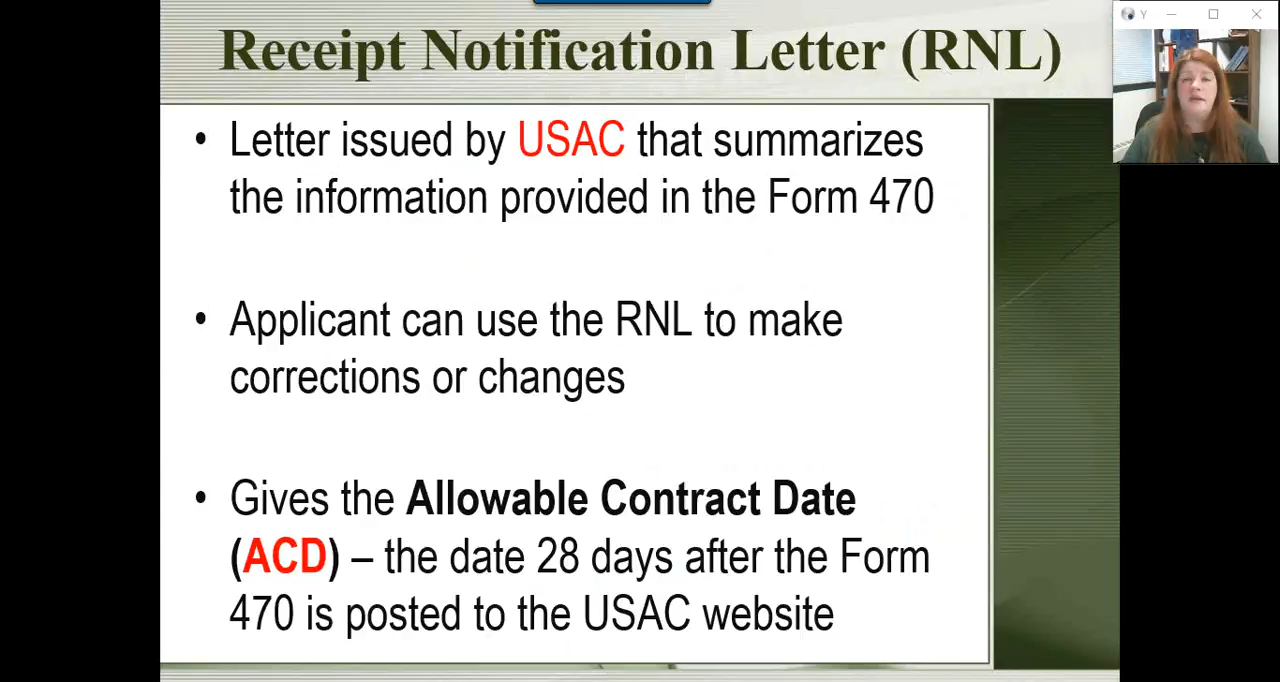 Receipt Notification Letter (RNL)
Y
• Letter issued by USAC that summarizes
the information provided in the Form 470
• Applicant can use the RNL to make
corrections or changes
• Gives the Allowable Contract Date
(ACD) – the date 28 days after the Form
470 is posted to the USAC website